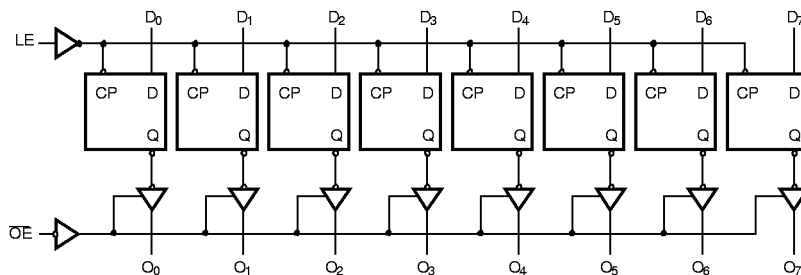 D0 D1 D2 D3 D4 D5 D6 D7
LE
CP D CP D CP D CP D CP D CP D CP D CP D
Q Q Q Q Q Q Q Q
O̅E̅
O0 O1 O2 O3 O4 O5 O6 O7